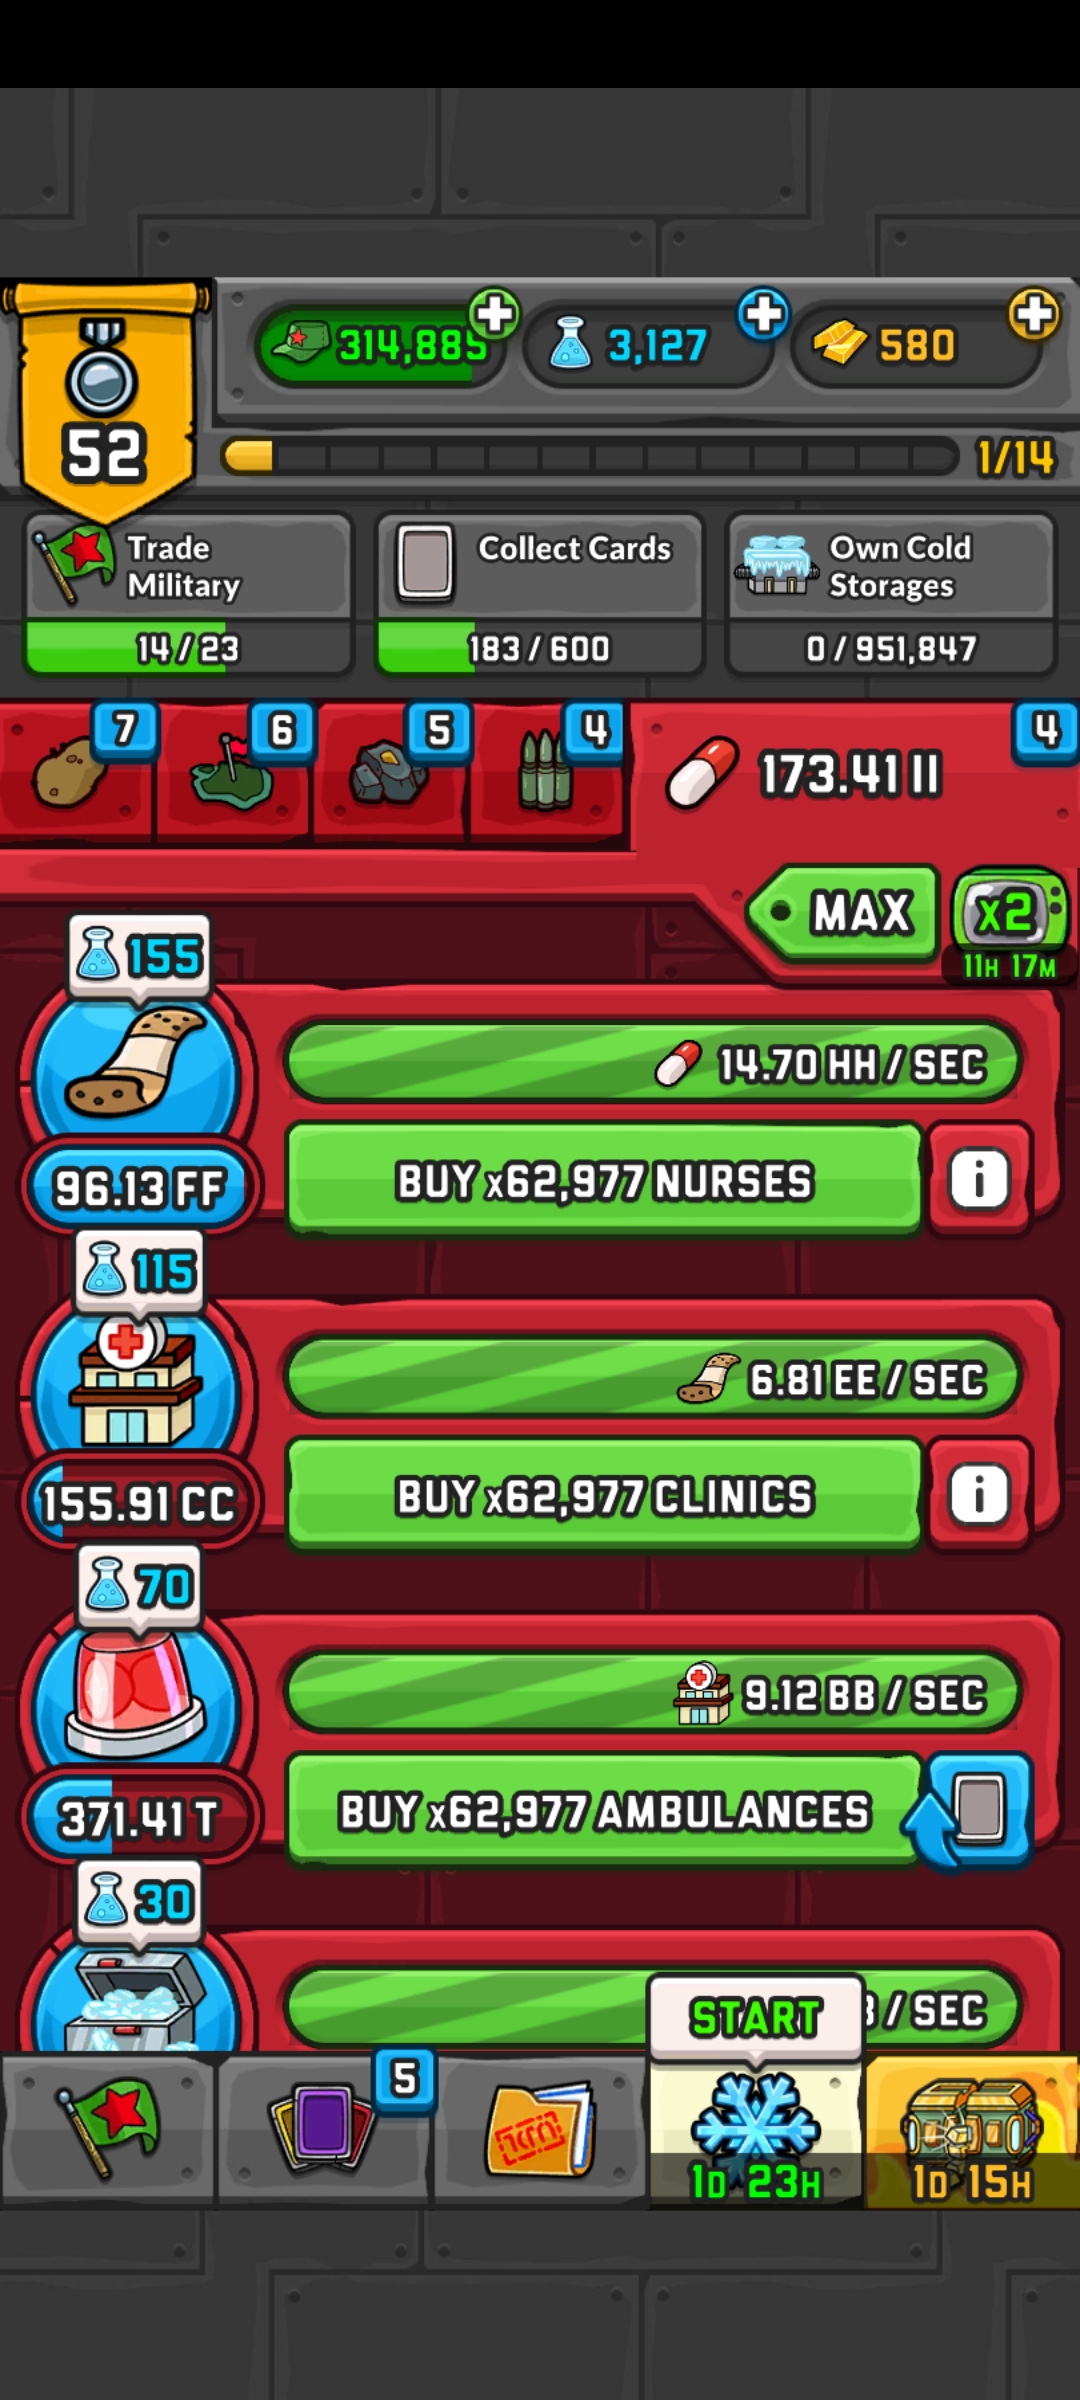 314,885
3,127
580
52
1/14
Trade
Military
14 / 23
Collect Cards
183 / 600
Own Cold
Storages
0 / 951,847
7
6
5
4
173.41 II
4
MAX
x2
11H 17M
155
14.70 HH / SEC
96.13 FF
BUY x62,977 NURSES
i
115
6.81 EE / SEC
155.91 CC
BUY x62,977 CLINICS
i
70
9.12 BB / SEC
371.41 T
BUY x62,977 AMBULANCES
30
/ SEC
START
5
1D 23H
1D 15H